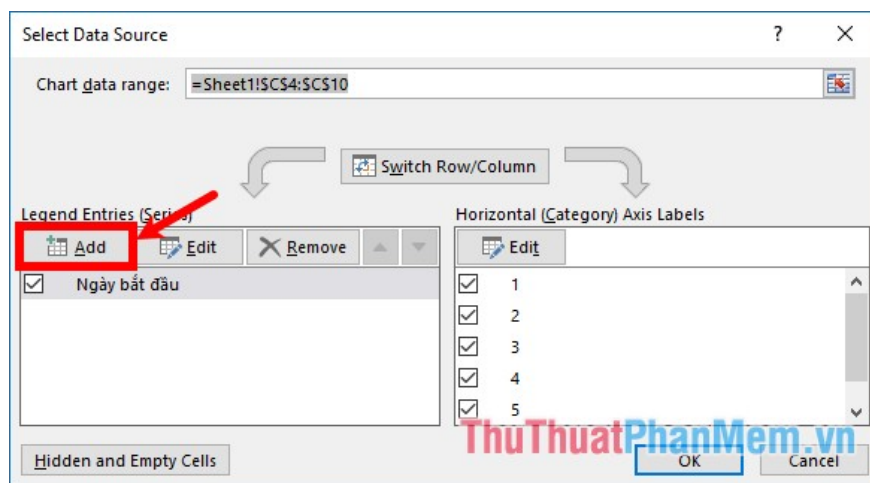 Select Data Source ? X
Chart data range: =Sheet1!$C$4:$C$10
Switch Row/Column
Legend Entries (Series) Horizontal (Category) Axis Labels
Add Edit Remove Edit
Ngày bắt đầu 1
2
3
4
5
ThuThuatPhanMem.vn
Hidden and Empty Cells OK Cancel